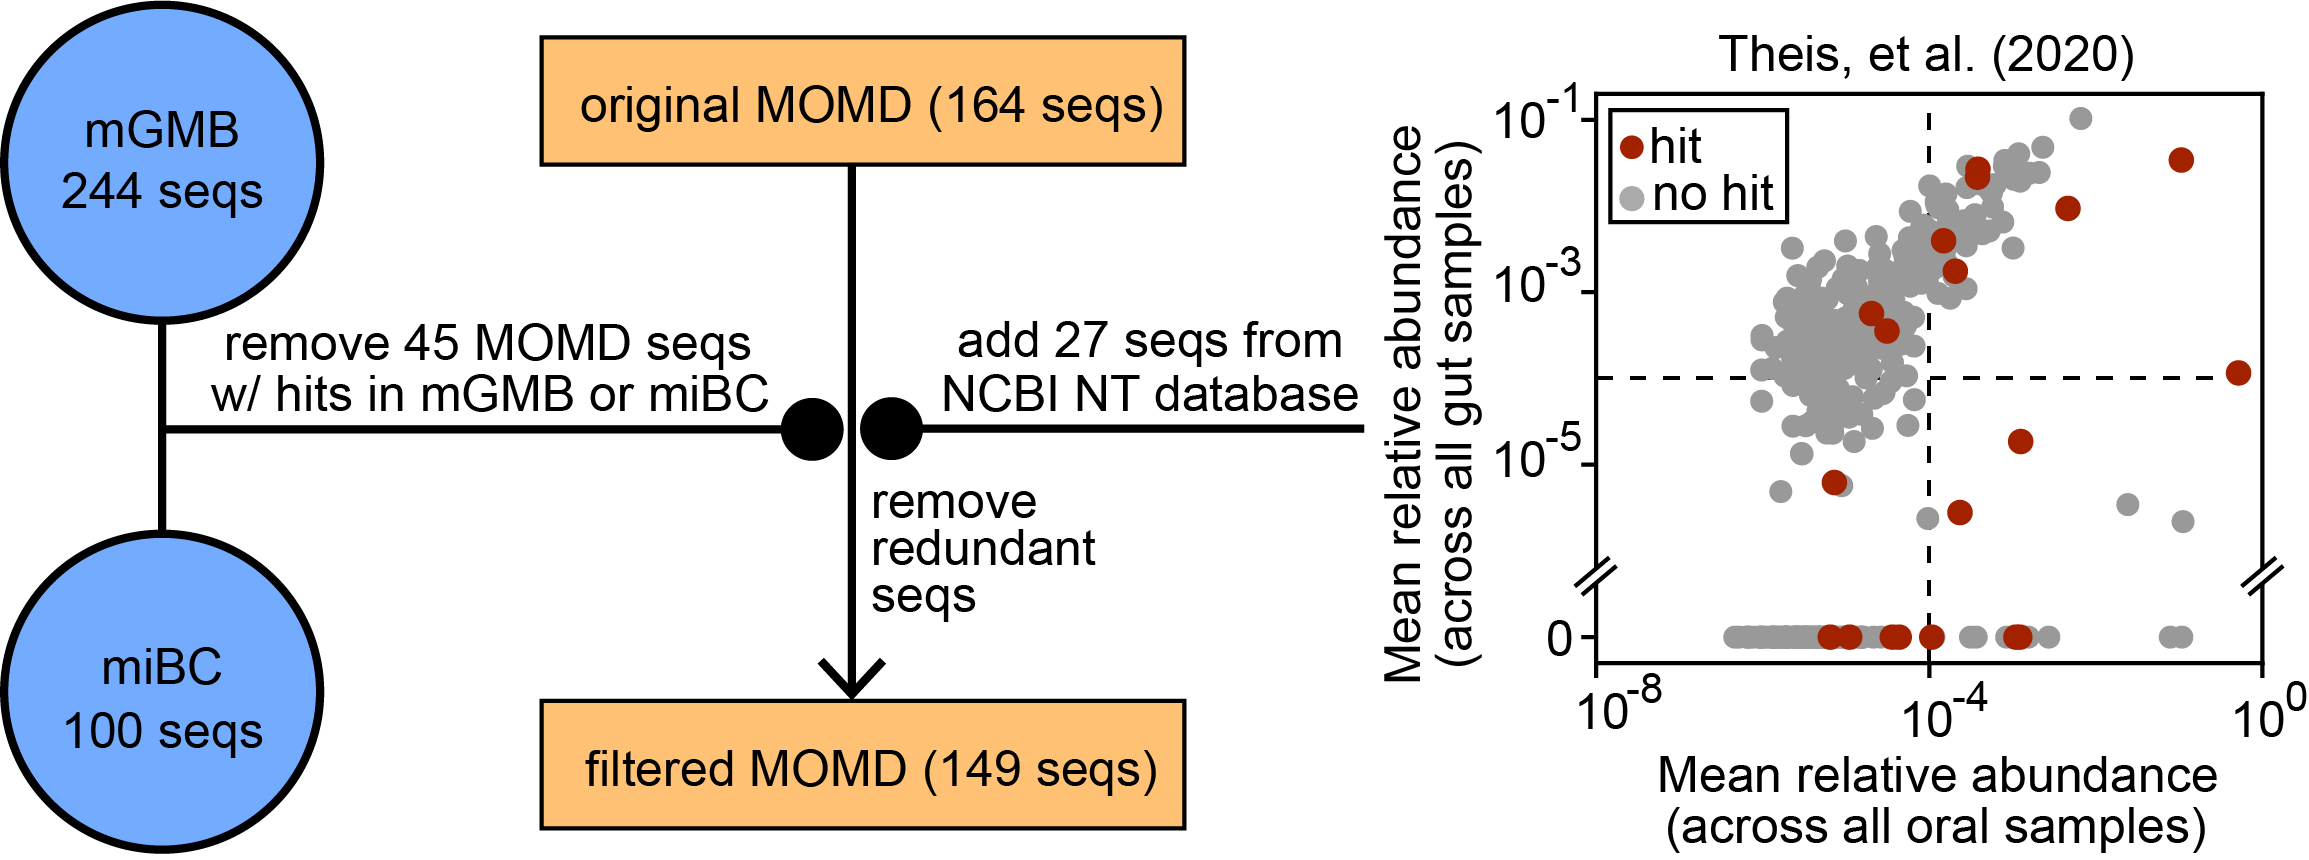 mGMB
244 seqs
original MOMD (164 seqs)
remove 45 MOMD seqs
w/ hits in mGMB or miBC
add 27 seqs from
NCBI NT database
remove
redundant
seqs
miBC
100 seqs
filtered MOMD (149 seqs)
Theis, et al. (2020)
hit
no hit
Mean relative abundance
(across all gut samples)
10-1
10-3
10-5
0
10-8
10-4
100
Mean relative abundance
(across all oral samples)